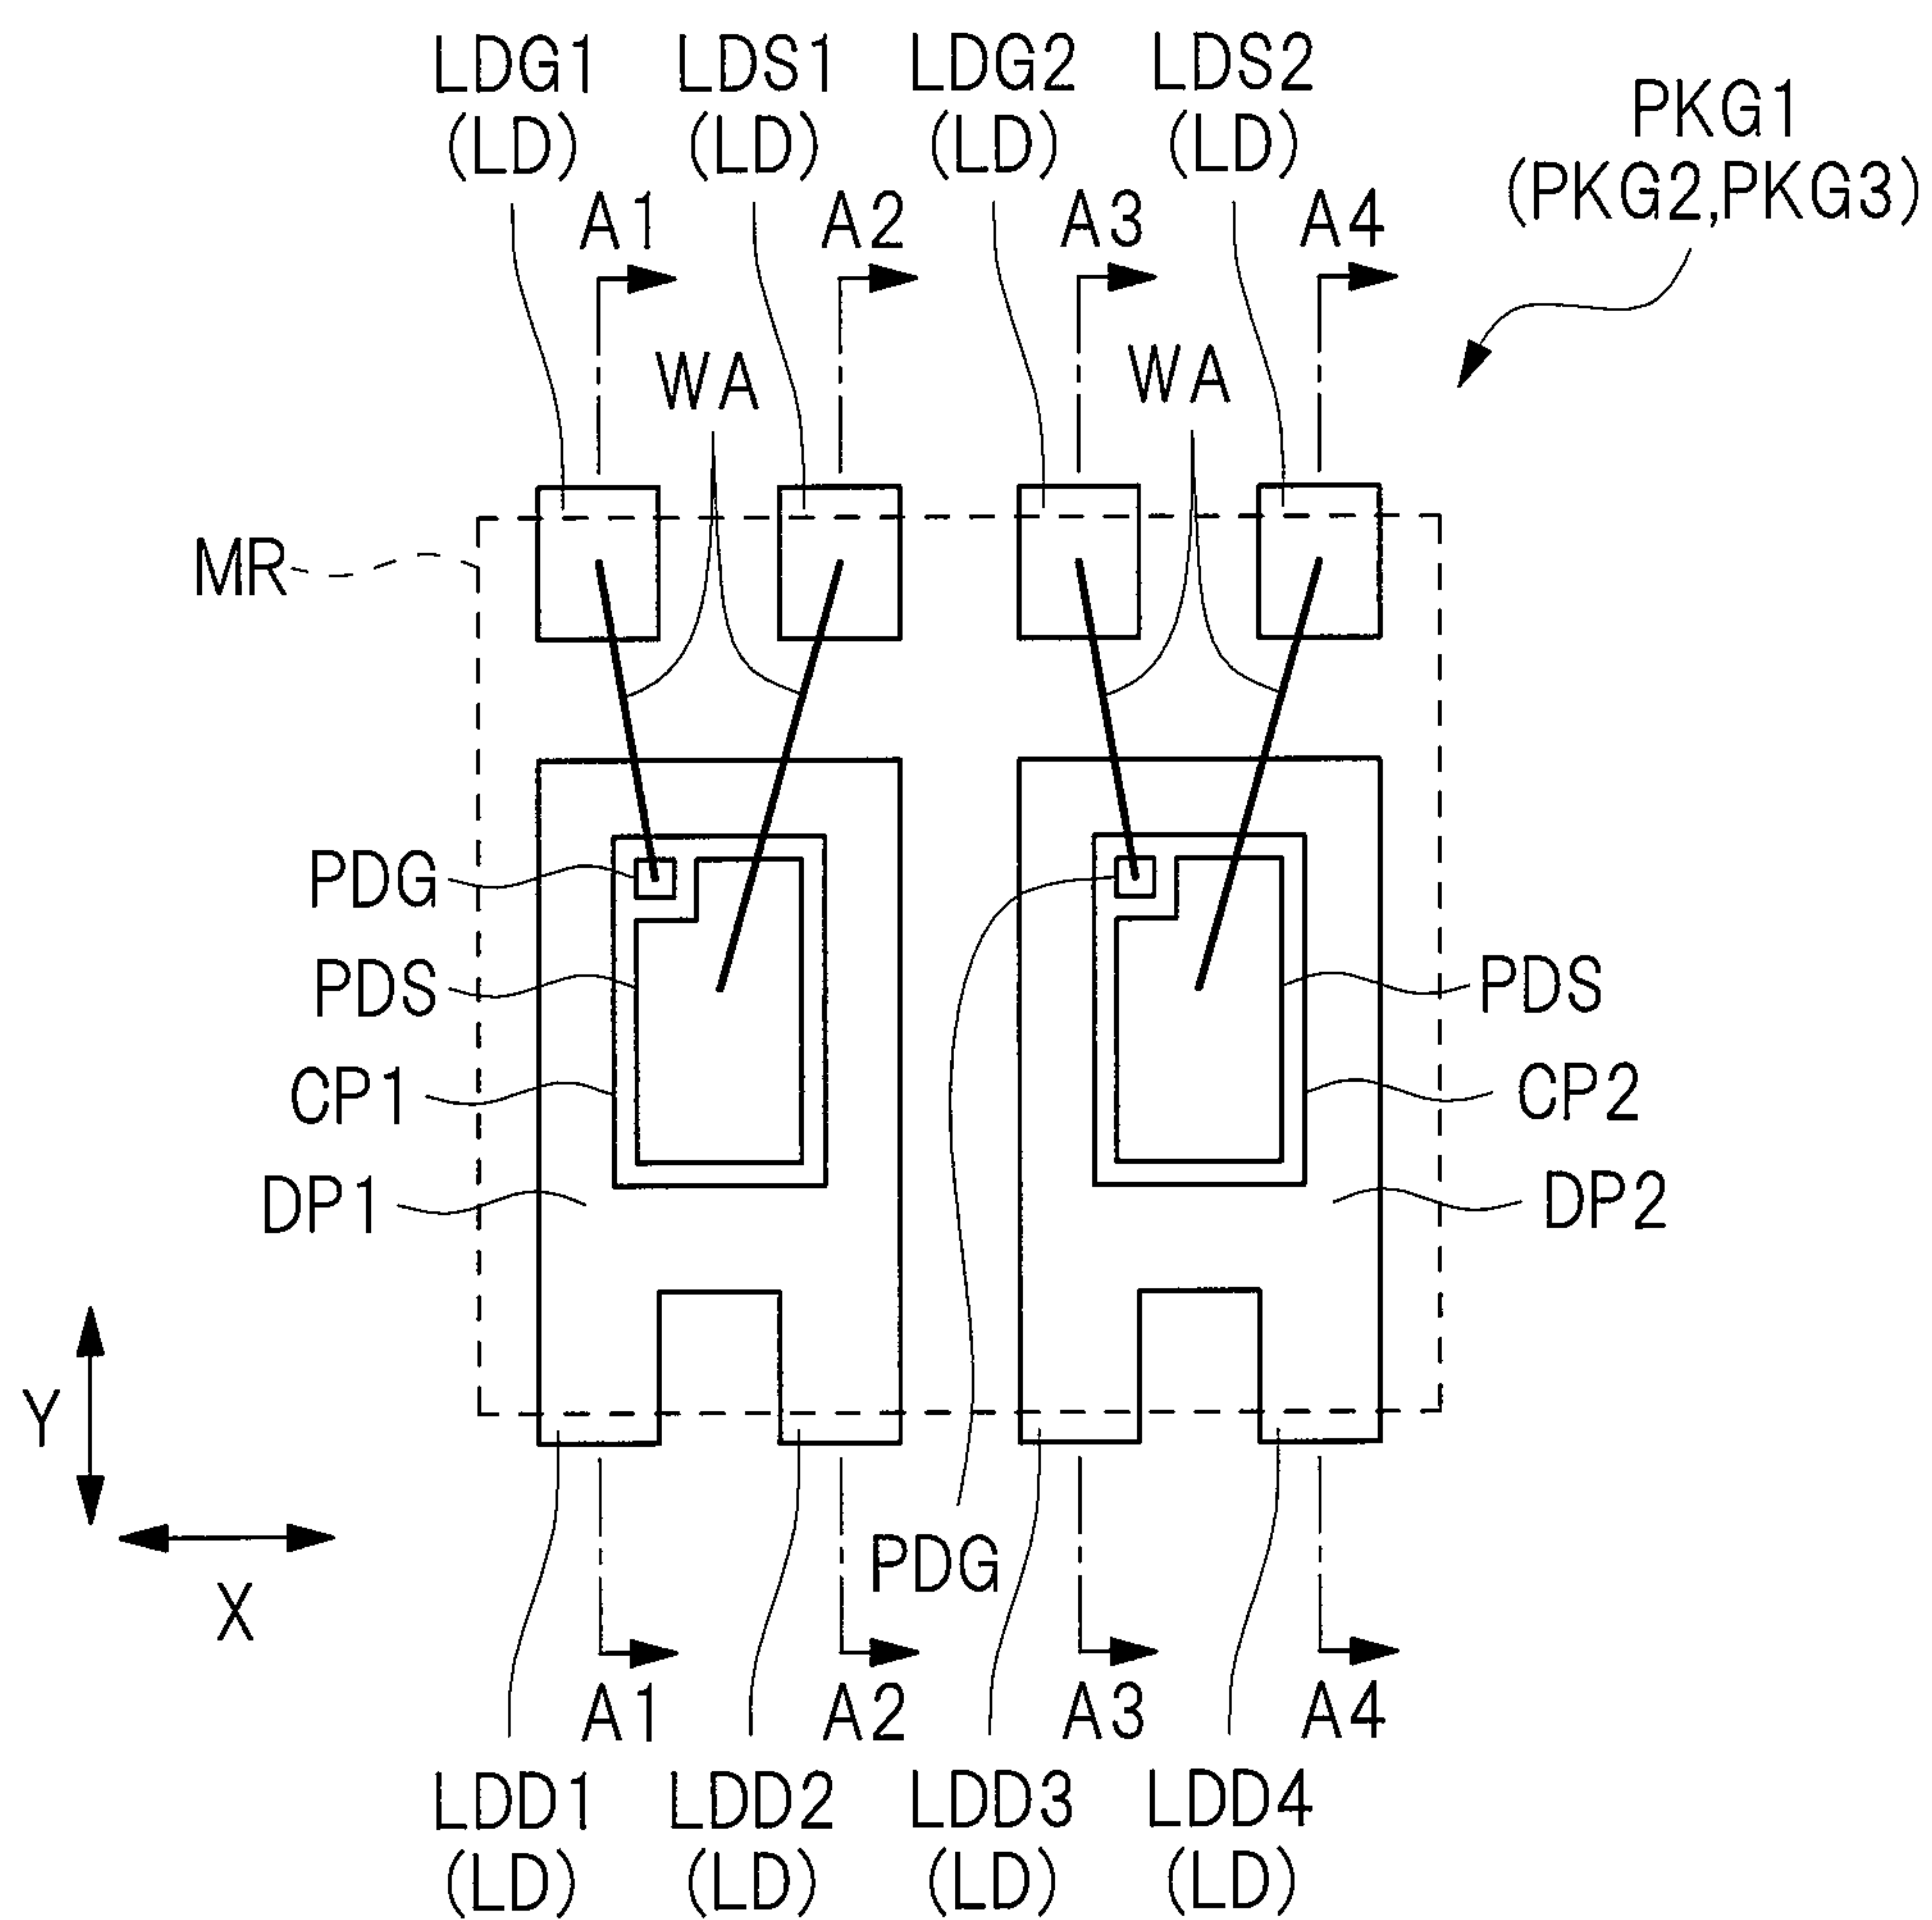 LDG1 LDS1 LDG2 LDS2
(LD) (LD) (LD) (LD)
PKG1
(PKG2,PKG3)
A1 A2 A3 A4
WA WA
MR
PDG
PDS PDS
CP1 CP2
DP1 DP2
Y
X
PDG
A1 A2 A3 A4
LDD1 LDD2 LDD3 LDD4
(LD) (LD) (LD) (LD)